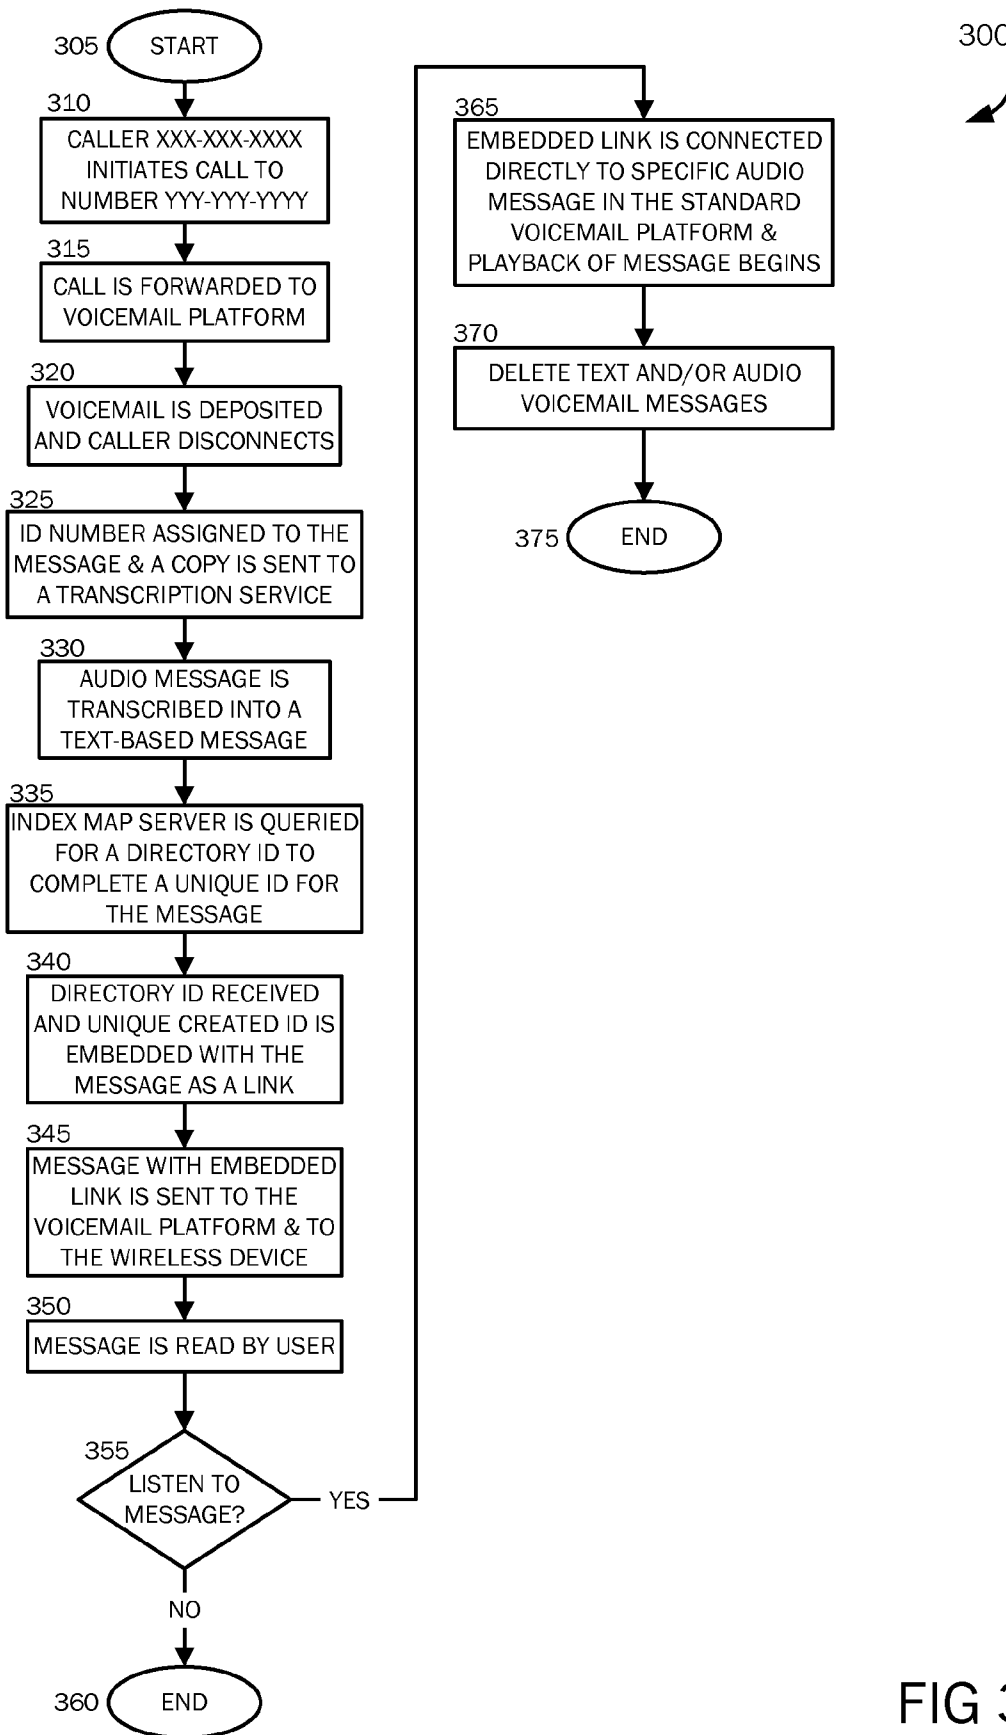 300
305
START
310
CALLER XXX-XXX-XXXX
INITIATES CALL TO
NUMBER YYY-YYY-YYYY
315
CALL IS FORWARDED TO
VOICEMAIL PLATFORM
320
VOICEMAIL IS DEPOSITED
AND CALLER DISCONNECTS
325
ID NUMBER ASSIGNED TO THE
MESSAGE & A COPY IS SENT TO
A TRANSCRIPTION SERVICE
330
AUDIO MESSAGE IS
TRANSCRIBED INTO A
TEXT-BASED MESSAGE
335
INDEX MAP SERVER IS QUERIED
FOR A DIRECTORY ID TO
COMPLETE A UNIQUE ID FOR
THE MESSAGE
340
DIRECTORY ID RECEIVED
AND UNIQUE CREATED ID IS
EMBEDDED WITH THE
MESSAGE AS A LINK
345
MESSAGE WITH EMBEDDED
LINK IS SENT TO THE
VOICEMAIL PLATFORM & TO
THE WIRELESS DEVICE
350
MESSAGE IS READ BY USER
355
LISTEN TO
MESSAGE?
YES
NO
360
END
365
EMBEDDED LINK IS CONNECTED
DIRECTLY TO SPECIFIC AUDIO
MESSAGE IN THE STANDARD
VOICEMAIL PLATFORM &
PLAYBACK OF MESSAGE BEGINS
370
DELETE TEXT AND/OR AUDIO
VOICEMAIL MESSAGES
375
END
FIG 3